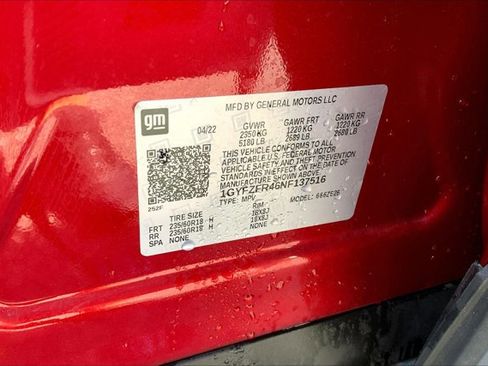 gm
MFD BY GENERAL MOTORS LLC
04/22 GVWR GAWR FRT GAWR RR
2350 KG 1220 KG 1220 KG
5180 LB 2689 LB 2688 LB
THIS VEHICLE CONFORMS TO ALL
APPLICABLE U.S. FEDERAL
SAFETY AND THEFT PREVENTION
STANDARDS IN EFFECT ON THE
DATE OF MANUFACTURE SHOWN ABOVE.
1GYFZFR46NF137516
252F TYPE: MPV MODEL:
TIRE SIZE RIM
FRT 235/60R18 H 18X8J
RR 235/60R18 H 18X8J
SPA NONE NONE